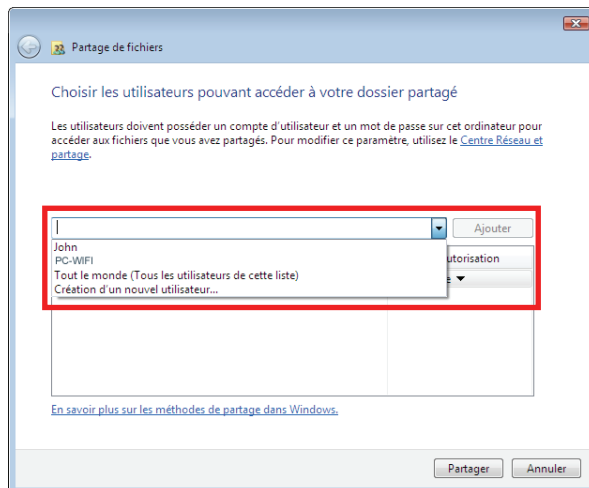 Partage de fichiers
Choisir les utilisateurs pouvant accéder à votre dossier partagé
Les utilisateurs doivent posséder un compte d'utilisateur et un mot de passe sur cet ordinateur pour
accéder aux fichiers que vous avez partagés. Pour modifier ce paramètre, utilisez le Centre Réseau et
partage.
Ajouter
John
PC-WIFI
utorisation
Tout le monde (Tous les utilisateurs de cette liste)
e
Création d'un nouvel utilisateur...
En savoir plus sur les méthodes de partage dans Windows.
Partager Annuler